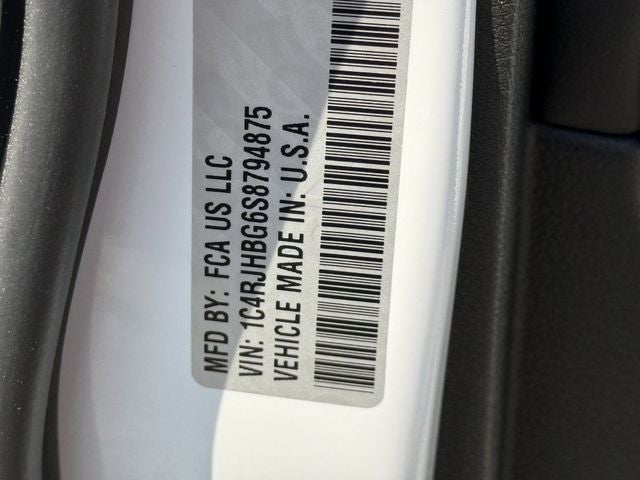 MFD BY: FCA US LLC
VIN: 1C4RJHBG6S8794875
VEHICLE MADE IN: U.S.A.